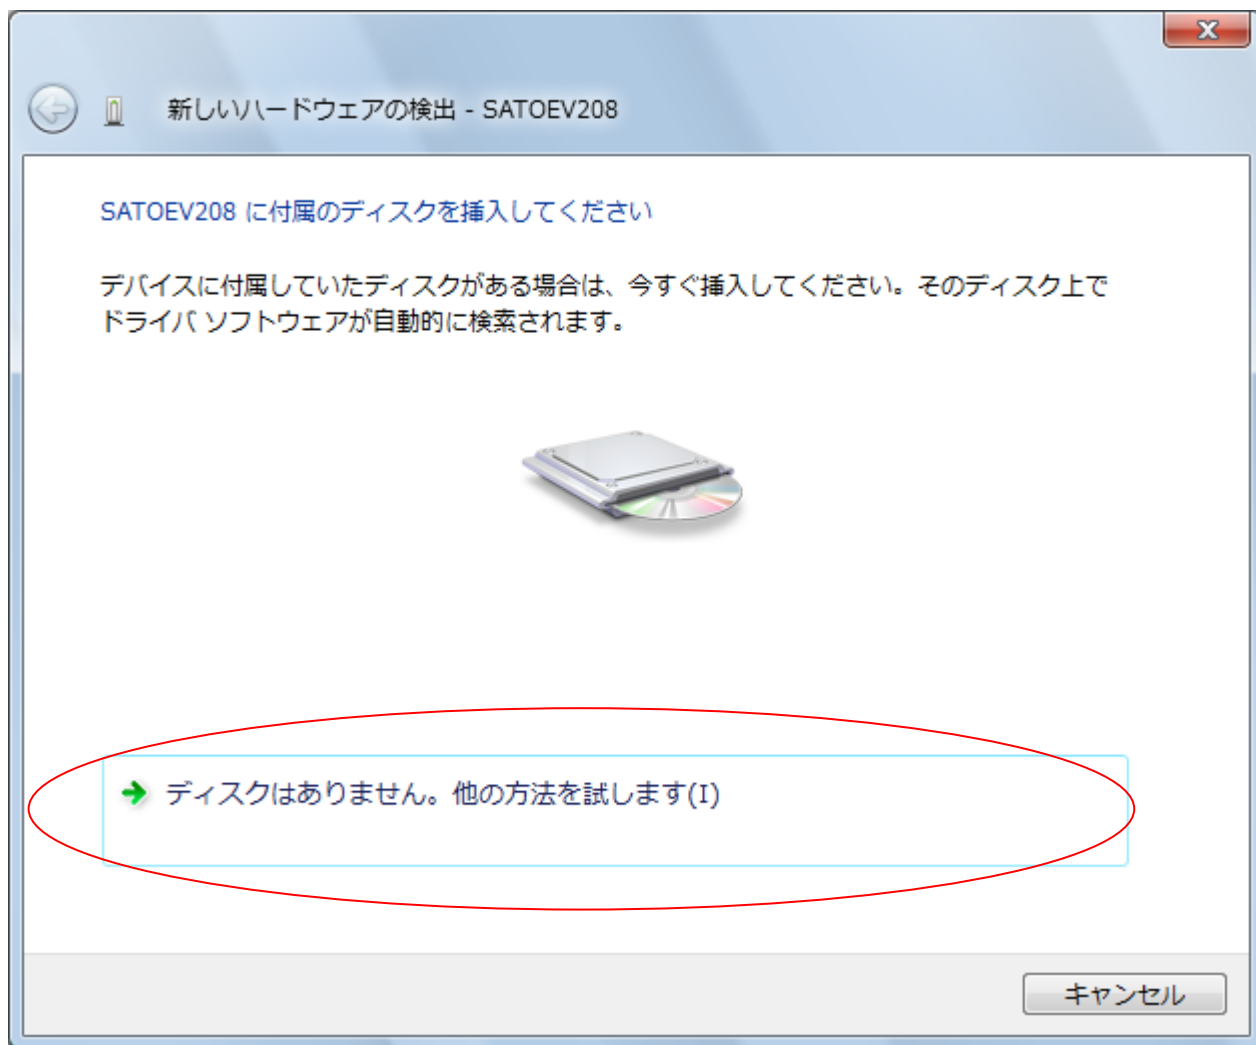 新しいハードウェアの検出 - SATOEV208
SATOEV208 に付属のディスクを挿入してください
デバイスに付属していたディスクがある場合は、今すぐ挿入してください。そのディスク上で
ドライバ ソフトウェアが自動的に検索されます。
ディスクはありません。他の方法を試します(I)
キャンセル